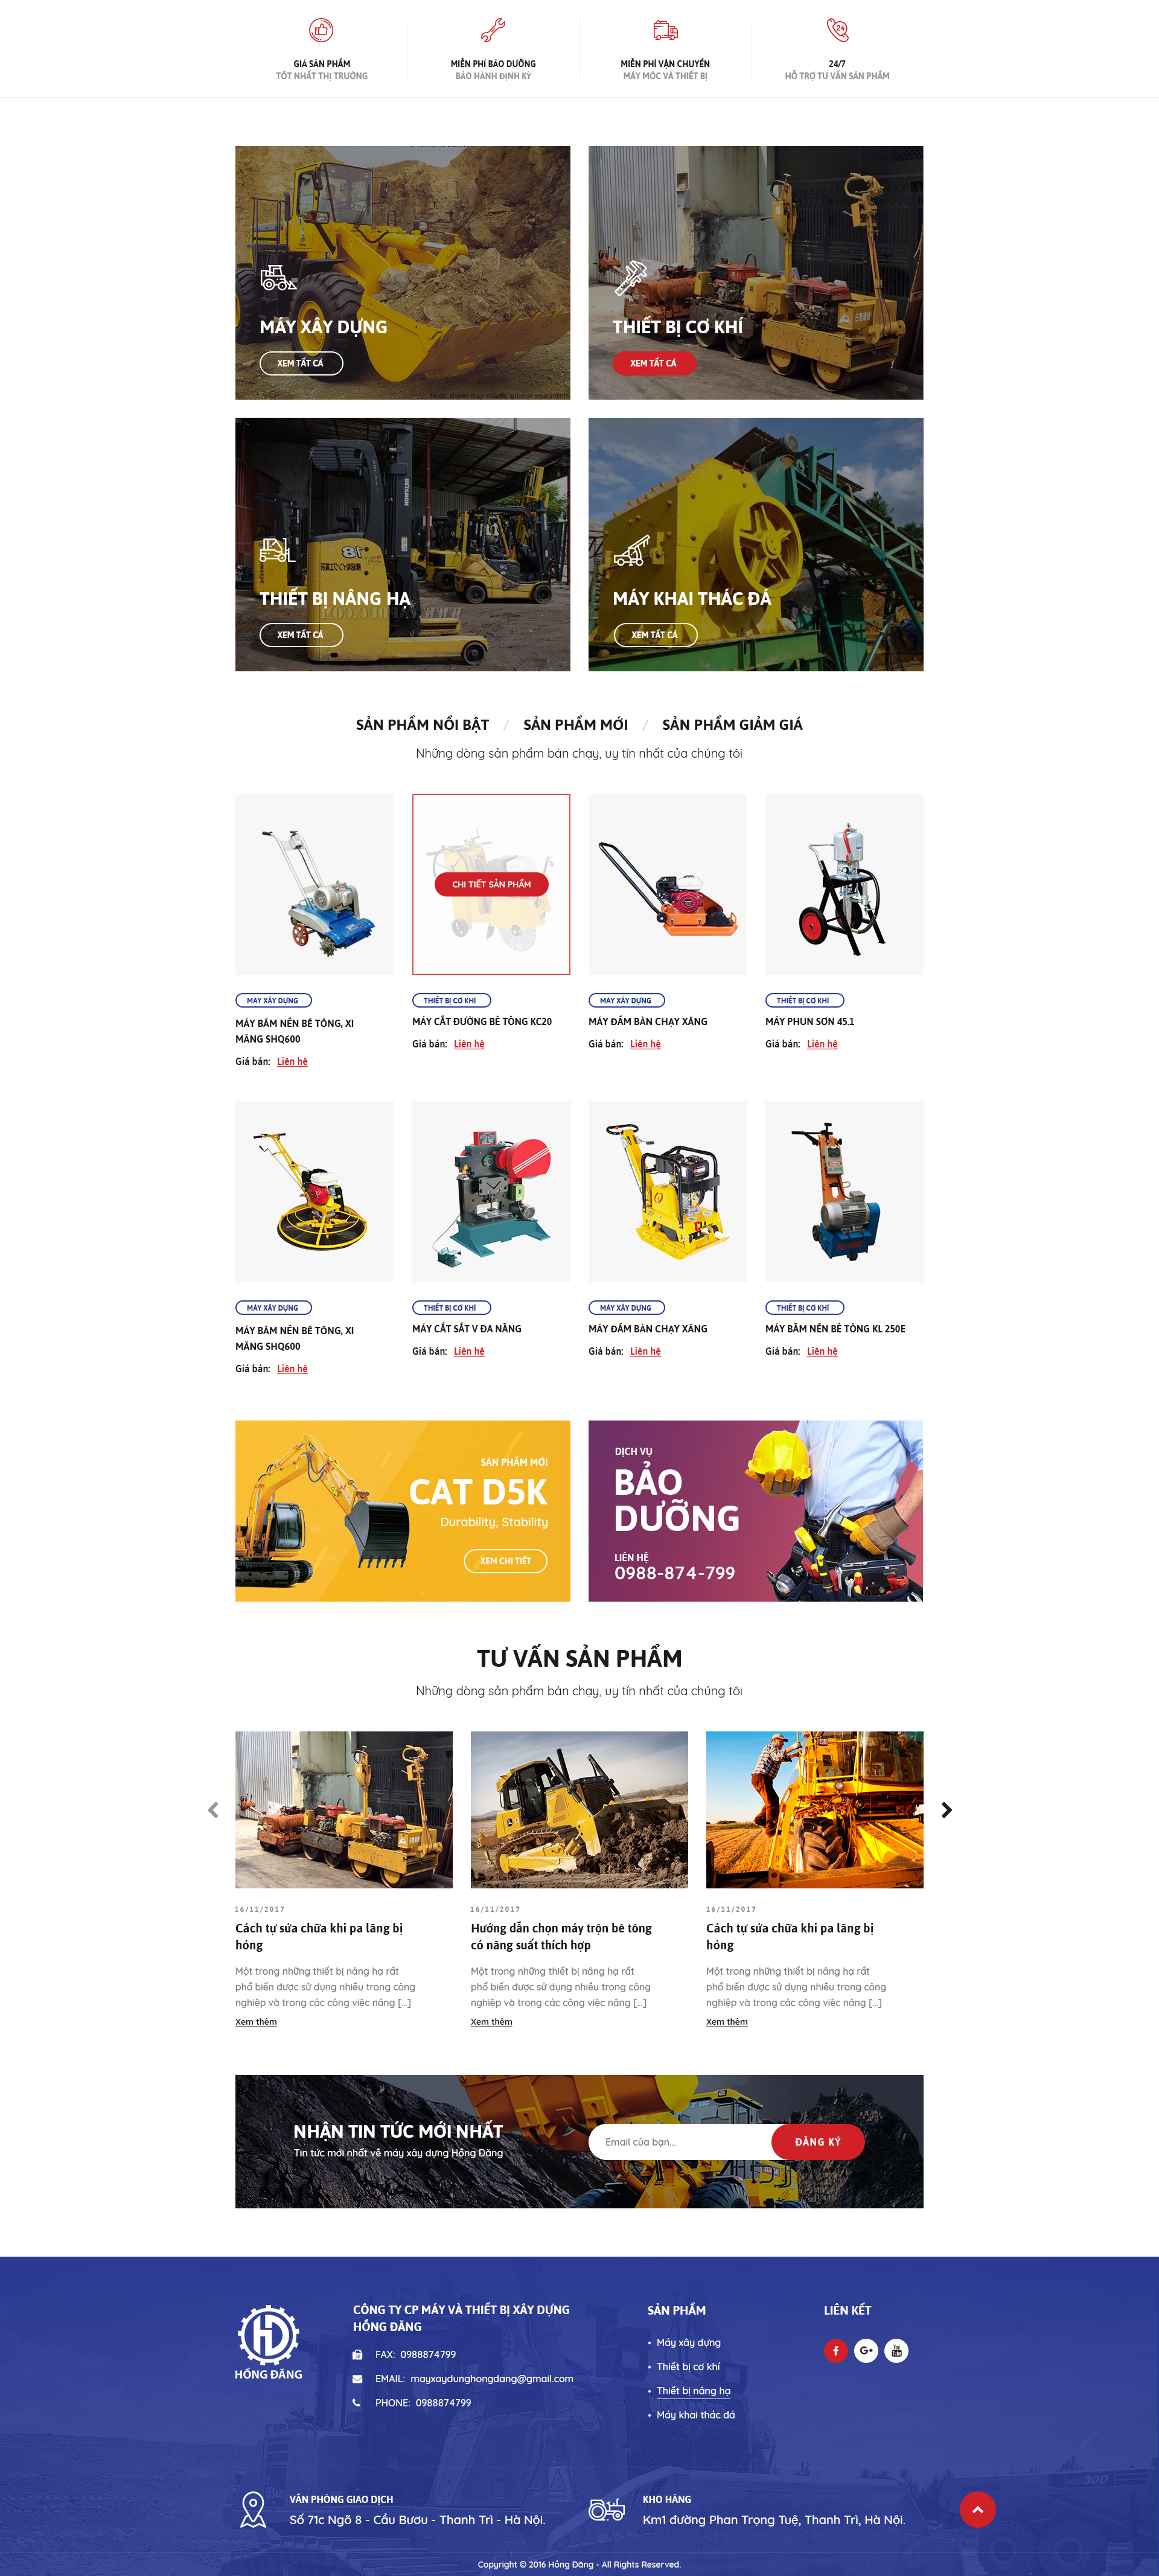 GIÁ SẢN PHẨM
TỐT NHẤT THỊ TRƯỜNG
MIỄN PHÍ BẢO DƯỠNG
BẢO HÀNH ĐỊNH KỲ
MIỄN PHÍ VẬN CHUYỂN
MÁY MÓC VÀ THIẾT BỊ
24/7
HỖ TRỢ TƯ VẤN SẢN PHẨM
MÁY XÂY DỰNG
XEM TẤT CẢ
THIẾT BỊ CƠ KHÍ
XEM TẤT CẢ
THIẾT BỊ NÂNG HẠ
XEM TẤT CẢ
MÁY KHAI THÁC ĐÁ
XEM TẤT CẢ
SẢN PHẨM NỔI BẬT / SẢN PHẨM MỚI / SẢN PHẨM GIẢM GIÁ
Những dòng sản phẩm bán chạy, uy tín nhất của chúng tôi
CHI TIẾT SẢN PHẨM
MÁY XÂY DỰNG
MÁY BĂM NỀN BÊ TÔNG, XI
MĂNG SHQ600
Giá bán: Liên hệ
THIẾT BỊ CƠ KHÍ
MÁY CẮT ĐƯỜNG BÊ TÔNG KC20
Giá bán: Liên hệ
MÁY XÂY DỰNG
MÁY ĐẦM BÀN CHẠY XĂNG
Giá bán: Liên hệ
THIẾT BỊ CƠ KHÍ
MÁY PHUN SƠN 45.1
Giá bán: Liên hệ
MÁY XÂY DỰNG
MÁY BĂM NỀN BÊ TÔNG, XI
MĂNG SHQ600
Giá bán: Liên hệ
THIẾT BỊ CƠ KHÍ
MÁY CẮT SẮT V ĐA NĂNG
Giá bán: Liên hệ
MÁY XÂY DỰNG
MÁY ĐẦM BÀN CHẠY XĂNG
Giá bán: Liên hệ
THIẾT BỊ CƠ KHÍ
MÁY BĂM NỀN BÊ TÔNG KL 250E
Giá bán: Liên hệ
SẢN PHẨM MỚI
CAT D5K
Durability, Stability
XEM CHI TIẾT
DỊCH VỤ
BẢO
DƯỠNG
LIÊN HỆ
0988-874-799
TƯ VẤN SẢN PHẨM
Những dòng sản phẩm bán chạy, uy tín nhất của chúng tôi
16/11/2017
Cách tự sửa chữa khi pa lăng bị
hỏng
Một trong những thiết bị nâng hạ rất
phổ biến được sử dụng nhiều trong công
nghiệp và trong các công việc nâng [...]
Xem thêm
16/11/2017
Hướng dẫn chọn máy trộn bê tông
có năng suất thích hợp
Một trong những thiết bị nâng hạ rất
phổ biến được sử dụng nhiều trong công
nghiệp và trong các công việc nâng [...]
Xem thêm
16/11/2017
Cách tự sửa chữa khi pa lăng bị
hỏng
Một trong những thiết bị nâng hạ rất
phổ biến được sử dụng nhiều trong công
nghiệp và trong các công việc nâng [...]
Xem thêm
NHẬN TIN TỨC MỚI NHẤT
Tin tức mới nhất về máy xây dựng Hồng Đăng
Email của bạn...
ĐĂNG KÝ
HỒNG ĐĂNG
CÔNG TY CP MÁY VÀ THIẾT BỊ XÂY DỰNG
HỒNG ĐĂNG
FAX: 0988874799
EMAIL: mayxaydunghongdang@gmail.com
PHONE: 0988874799
SẢN PHẨM
Máy xây dựng
Thiết bị cơ khí
Thiết bị nâng hạ
Máy khai thác đá
LIÊN KẾT
VĂN PHÒNG GIAO DỊCH
Số 71c Ngõ 8 - Cầu Bươu - Thanh Trì - Hà Nội.
KHO HÀNG
Km1 đường Phan Trọng Tuệ, Thanh Trì, Hà Nội.
Copyright © 2016 Hồng Đăng - All Rights Reserved.